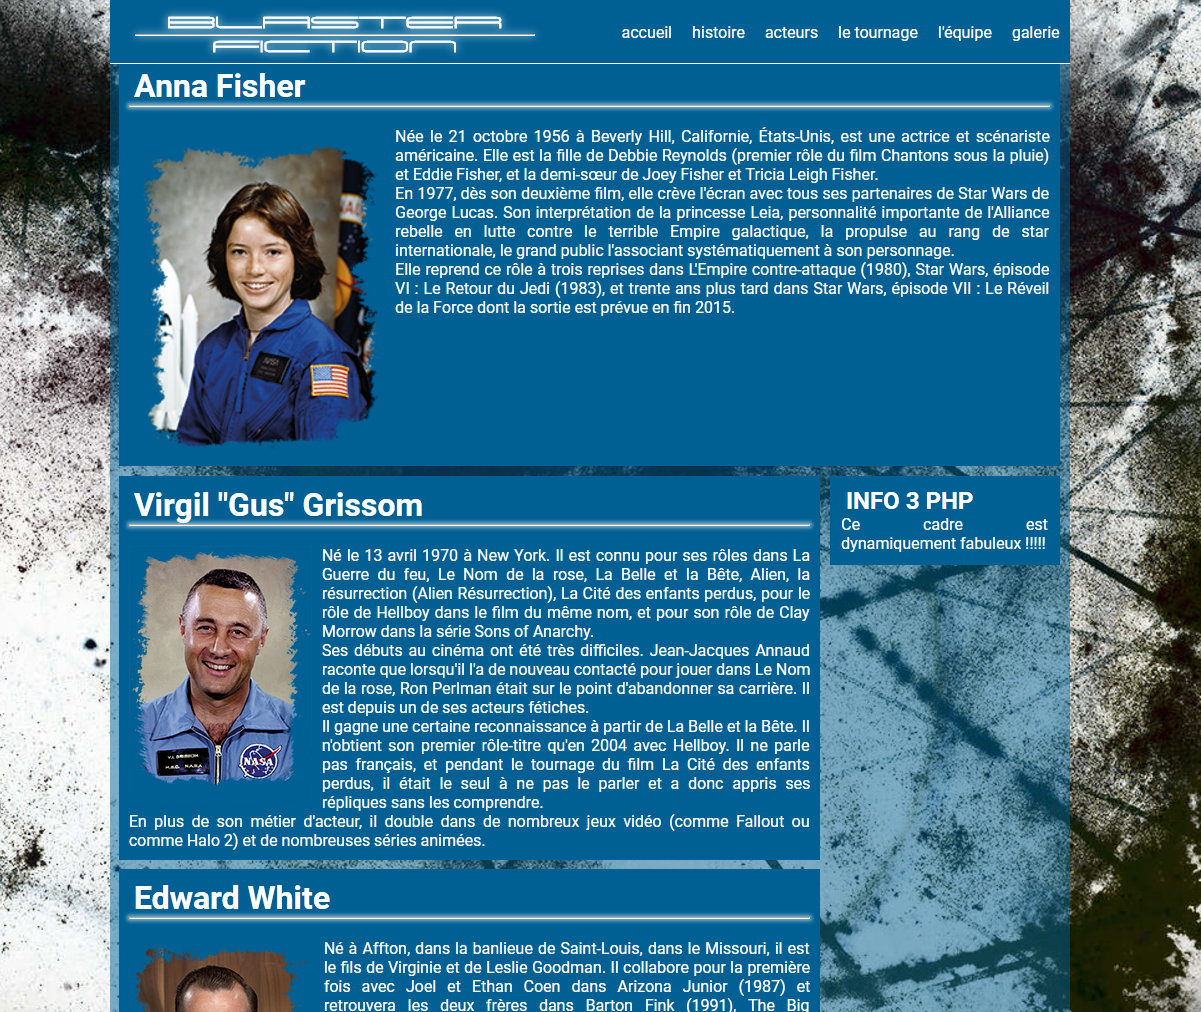 BLASTER
FICTION
accueil histoire acteurs le tournage l'équipe galerie
Anna Fisher
Née le 21 octobre 1956 à Beverly Hill, Californie, États-Unis, est une actrice et scénariste
américaine. Elle est la fille de Debbie Reynolds (premier rôle du film Chantons sous la pluie)
et Eddie Fisher, et la demi-sœur de Joey Fisher et Tricia Leigh Fisher.
En 1977, dès son deuxième film, elle crève l'écran avec tous ses partenaires de Star Wars de
George Lucas. Son interprétation de la princesse Leia, personnalité importante de l'Alliance
rebelle en lutte contre le terrible Empire galactique, la propulse au rang de star
internationale, le grand public l'associant systématiquement à son personnage.
Elle reprend ce rôle à trois reprises dans L'Empire contre-attaque (1980), Star Wars, épisode
VI : Le Retour du Jedi (1983), et trente ans plus tard dans Star Wars, épisode VII : Le Réveil
de la Force dont la sortie est prévue en fin 2015.
Virgil "Gus" Grissom
Né le 13 avril 1970 à New York. Il est connu pour ses rôles dans La
Guerre du feu, Le Nom de la rose, La Belle et la Bête, Alien, la
résurrection (Alien Résurrection), La Cité des enfants perdus, pour le
rôle de Hellboy dans le film du même nom, et pour son rôle de Clay
Morrow dans la série Sons of Anarchy.
Ses débuts au cinéma ont été très difficiles. Jean-Jacques Annaud
raconte que lorsqu'il l'a de nouveau contacté pour jouer dans Le Nom
de la rose, Ron Perlman était sur le point d'abandonner sa carrière. Il
est depuis un de ses acteurs fétiches.
Il gagne une certaine reconnaissance à partir de La Belle et la Bête. Il
n'obtient son premier rôle-titre qu'en 2004 avec Hellboy. Il ne parle
pas français, et pendant le tournage du film La Cité des enfants
perdus, il était le seul à ne pas le parler et a donc appris ses
répliques sans les comprendre.
En plus de son métier d'acteur, il double dans de nombreux jeux vidéo (comme Fallout ou
comme Halo 2) et de nombreuses séries animées.
NASA
INFO 3 PHP
Ce cadre est
dynamiquement fabuleux !!!!!
Edward White
Né à Affton, dans la banlieue de Saint-Louis, dans le Missouri, il est
le fils de Virginie et de Leslie Goodman. Il collabore pour la première
fois avec Joel et Ethan Coen dans Arizona Junior (1987) et
retrouvera les deux frères dans Barton Fink (1991), The Big